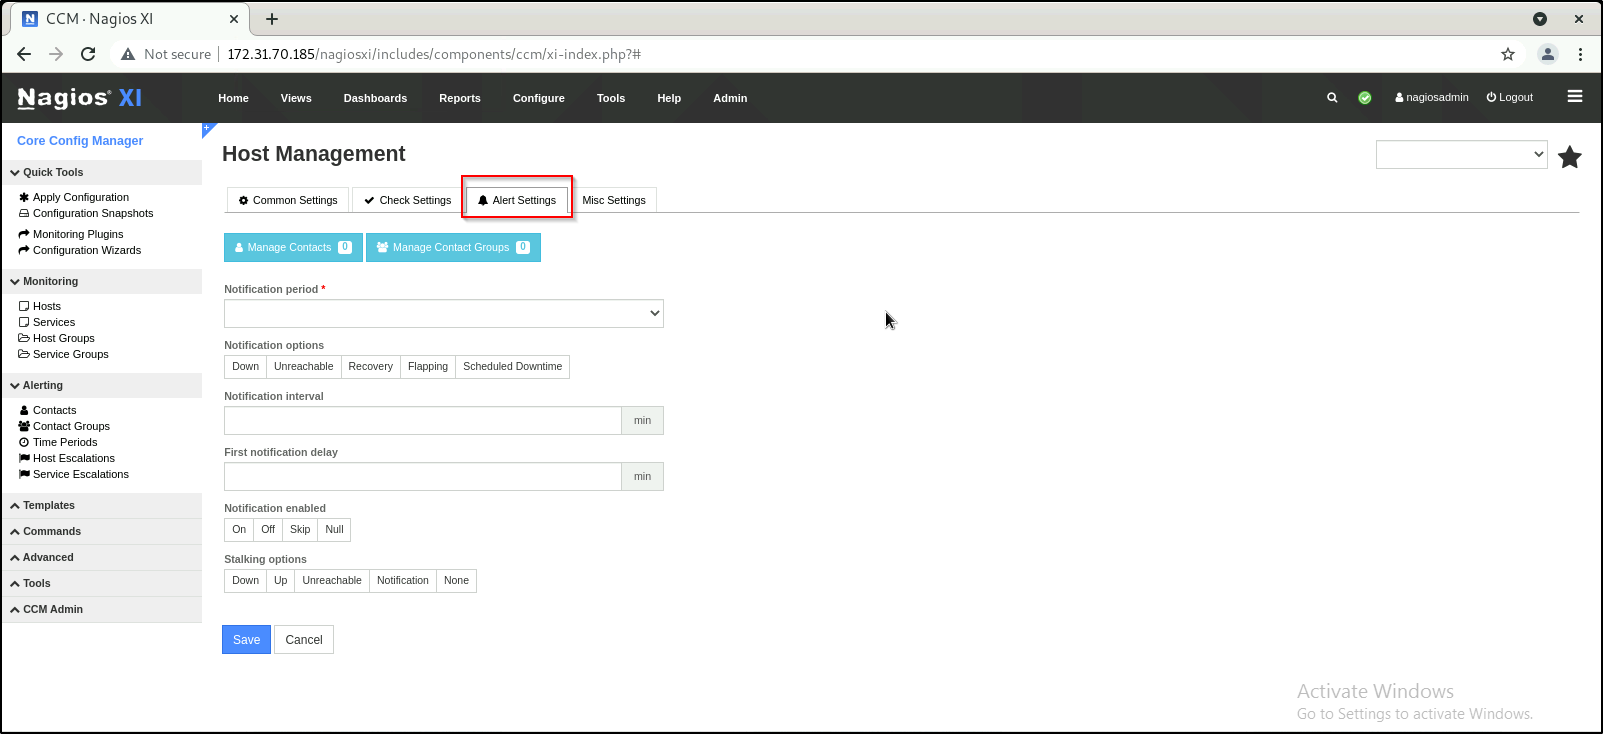 CCM · Nagios XI
Not secure 172.31.70.185/nagiosxi/includes/components/ccm/xi-index.php?#
Nagios® XI Home Views Dashboards Reports Configure Tools Help Admin nagiosadmin Logout
Core Config Manager
Quick Tools
Apply Configuration
Configuration Snapshots
Monitoring Plugins
Configuration Wizards
Monitoring
Hosts
Services
Host Groups
Service Groups
Alerting
Contacts
Contact Groups
Time Periods
Host Escalations
Service Escalations
Templates
Commands
Advanced
Tools
CCM Admin
Host Management
Common Settings Check Settings Alert Settings Misc Settings
Manage Contacts 0 Manage Contact Groups 0
Notification period *
Notification options
Down Unreachable Recovery Flapping Scheduled Downtime
Notification interval
min
First notification delay
min
Notification enabled
On Off Skip Null
Stalking options
Down Up Unreachable Notification None
Save Cancel
Activate Windows
Go to Settings to activate Windows.